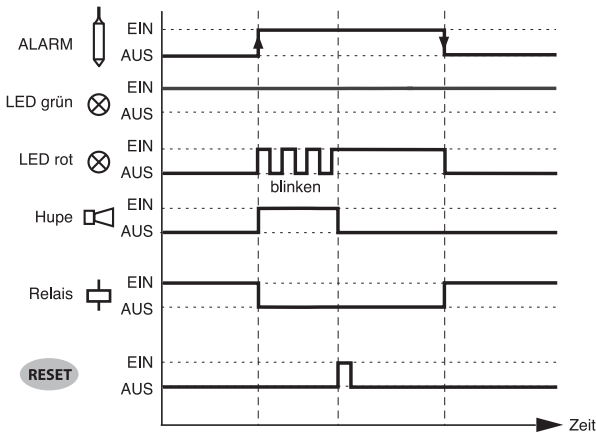 EIN
ALARM
AUS
EIN
LED grün
AUS
EIN
LED rot
AUS
blinken
EIN
Hupe
AUS
EIN
Relais
AUS
EIN
RESET
AUS
Zeit